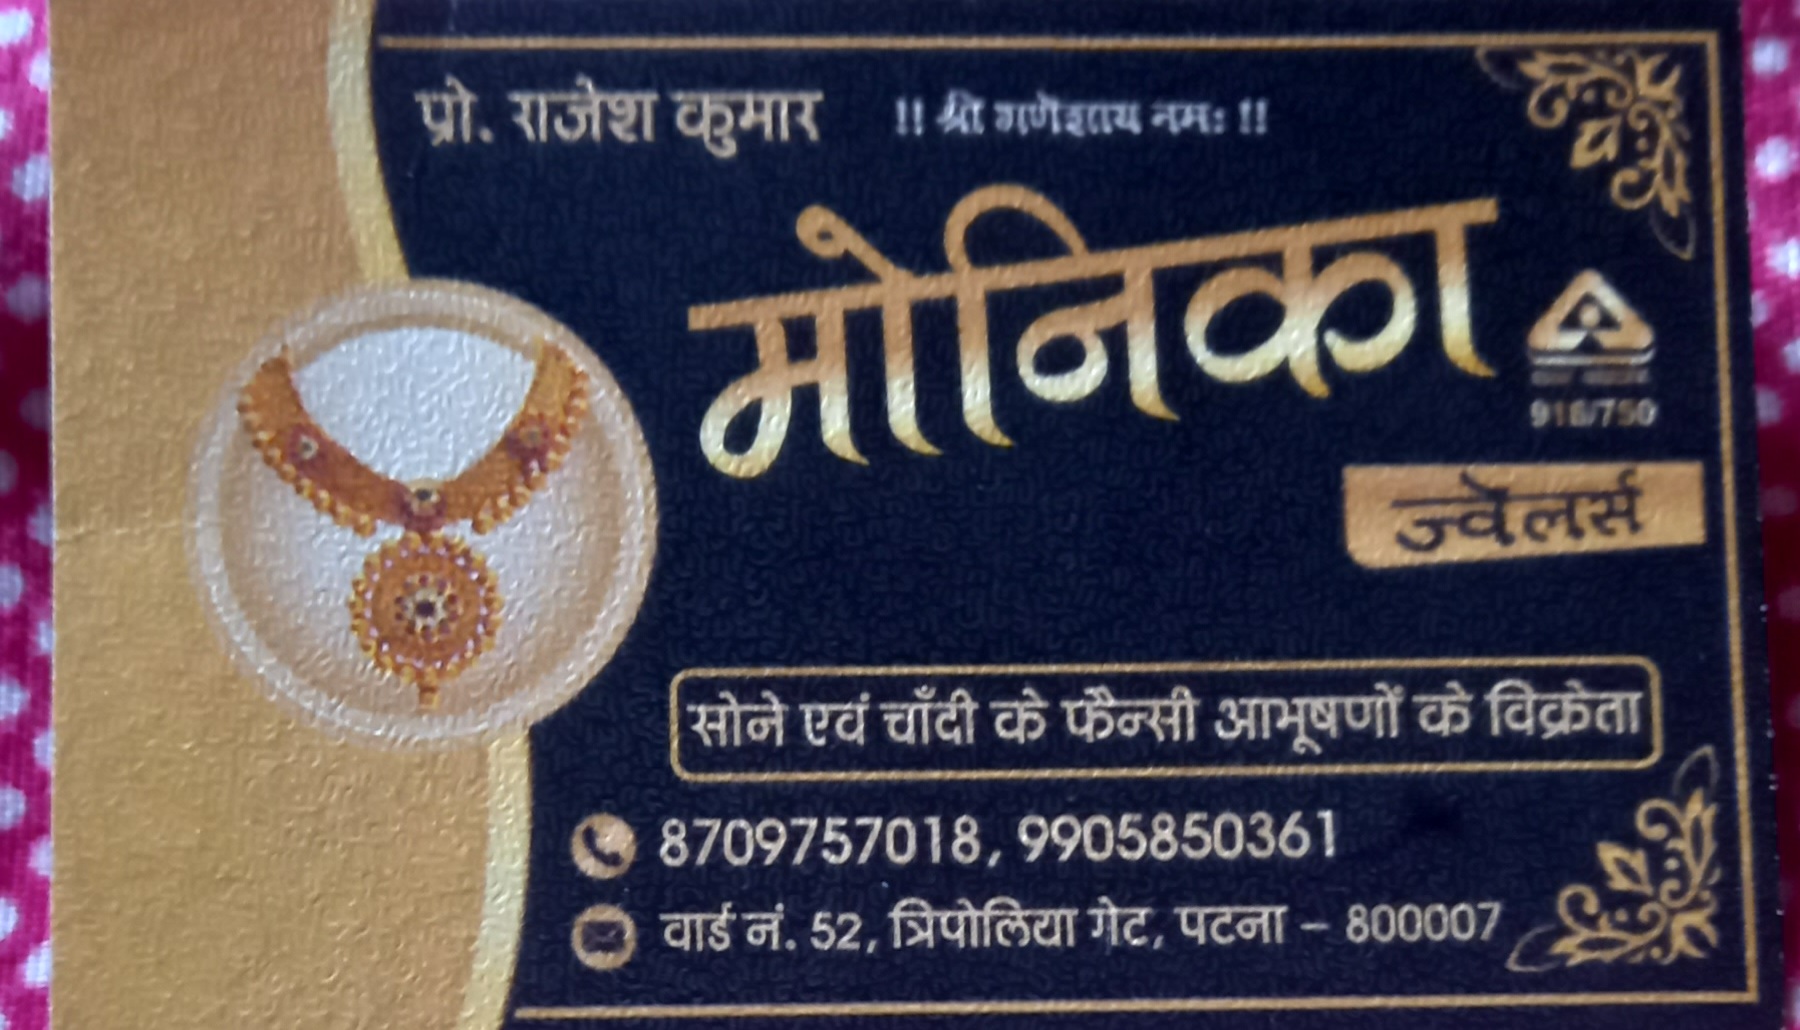 प्रो. राजेश कुमार
!! श्री गणेशाय नमः !!
मोनिका
916/750
ज्वेलर्स
सोने एवं चाँदी के फैन्सी आभूषणों के विक्रेता
8709757018, 9905850361
वार्ड नं. 52, त्रिपोलिया गेट, पटना – 800007